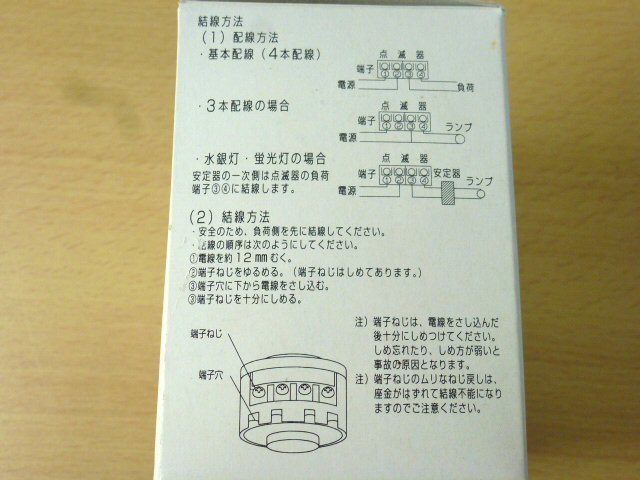 結線方法
(1)配線方法
・基本配線(4本配線)
点 滅 器
端子
① ② ③ ④
電源
負荷
・3本配線の場合
点 滅 器
端子
① ② ③ ④
ランプ
電源
・水銀灯・蛍光灯の場合
点 滅 器
安定器
安定器の一次側は点滅器の負荷
端子
① ② ③ ④
ランプ
端子③④に結線します。
電源
(2)結線方法
・安全のため、負荷側を先に結線してください。
・結線の順序は次のようにしてください。
①電線を約12mmむく。
②端子ねじをゆるめる。(端子ねじはしめてあります。)
③端子穴に下から電線をさし込む。
③端子ねじを十分にしめる。
端子ねじ
端子穴
注)端子ねじは、電線をさし込んだ
後十分にしめつけてください。
しめ忘れたり、しめ方が弱いと
事故の原因となります。
注)端子ねじのムリなねじ戻しは、
座金がはずれて結線不能になり
ますのでご注意ください。